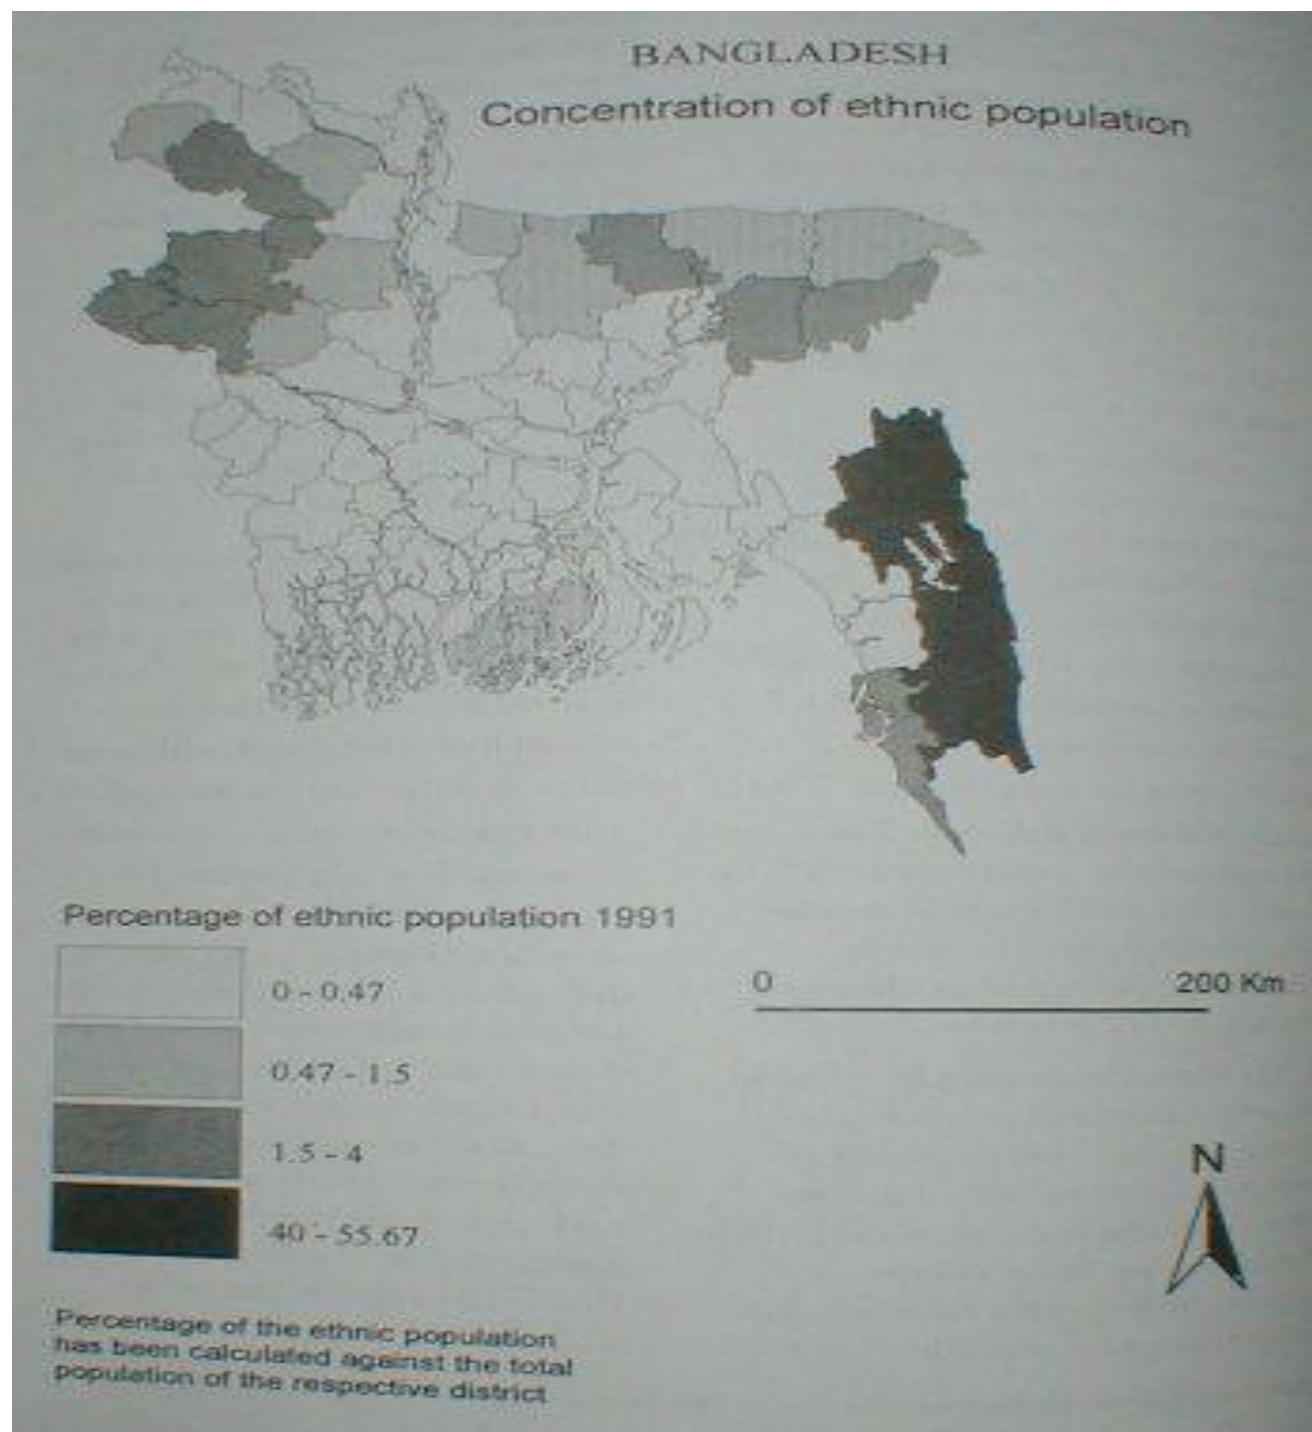 BANGLADESH
Concentration of ethnic population
Percentage of ethnic population 1991
0 - 0.47
0.47 - 1.5
1.5 - 4
40 - 55.67
0 200 Km
N
Percentage of the ethnic population
has been calculated against the total
population of the respective district